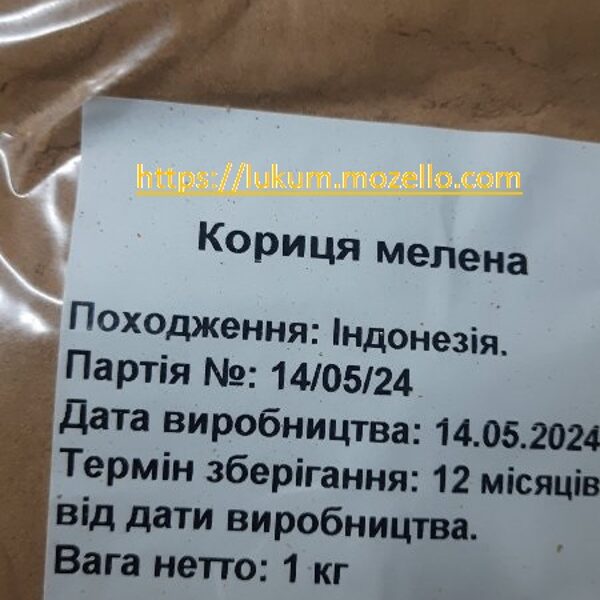 https://lukum.mozello.com
Кориця мелена
Походження: Індонезія.
Партія №: 14/05/24
Дата виробництва: 14.05.2024
Термін зберігання: 12 місяців
від дати виробництва.
Вага нетто: 1 кг